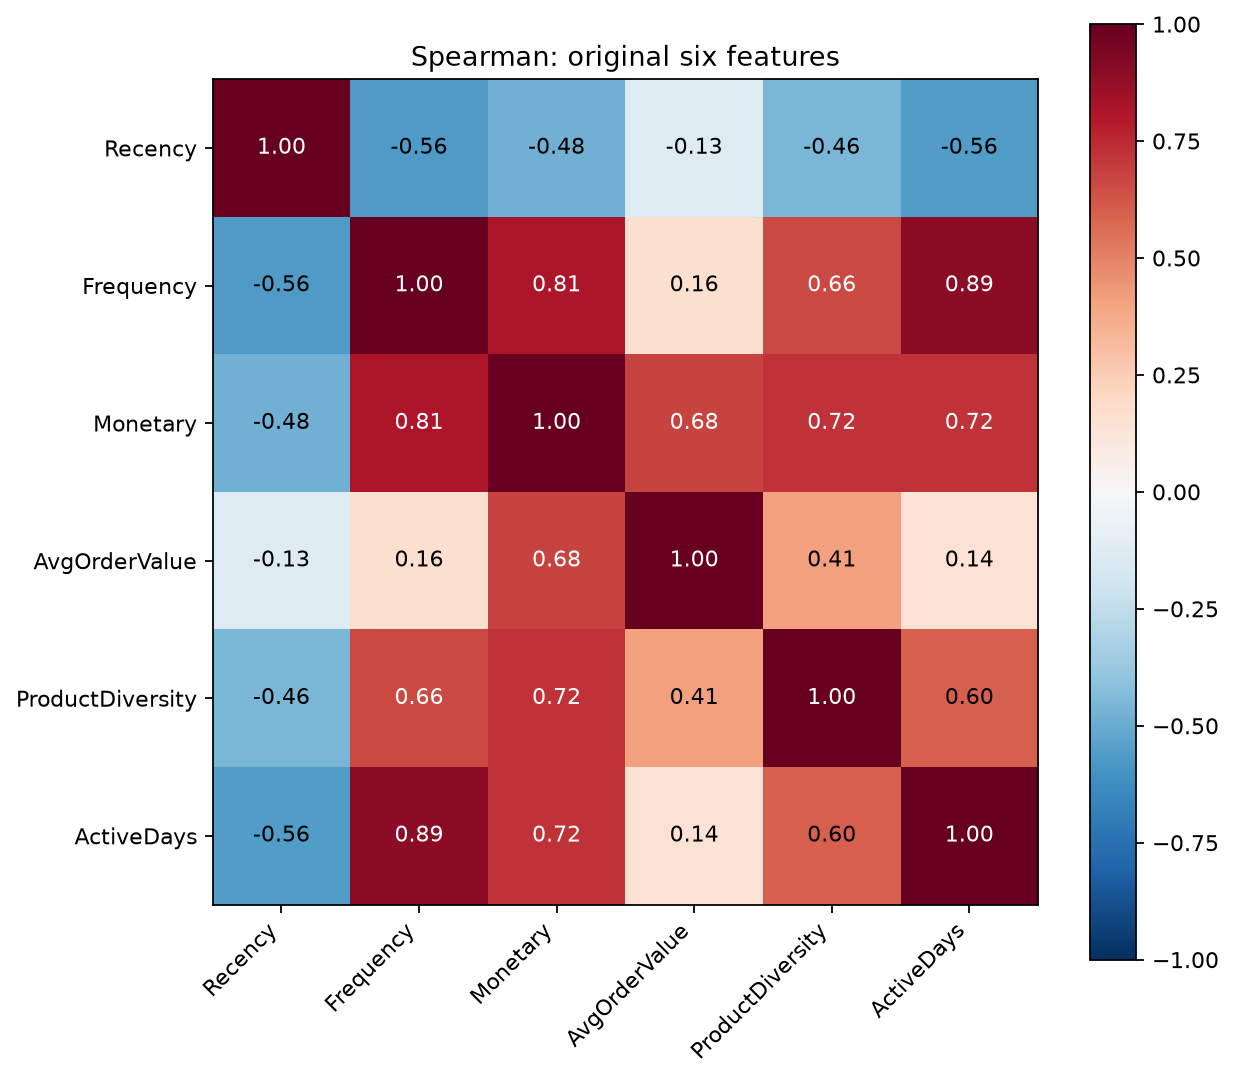 Spearman: original six features
Recency 1.00 -0.56 -0.48 -0.13 -0.46 -0.56
Frequency -0.56 1.00 0.81 0.16 0.66 0.89
Monetary -0.48 0.81 1.00 0.68 0.72 0.72
AvgOrderValue -0.13 0.16 0.68 1.00 0.41 0.14
ProductDiversity -0.46 0.66 0.72 0.41 1.00 0.60
ActiveDays -0.56 0.89 0.72 0.14 0.60 1.00
Recency
Frequency
Monetary
AvgOrderValue
ProductDiversity
ActiveDays
1.00
0.75
0.50
0.25
0.00
−0.25
−0.50
−0.75
−1.00